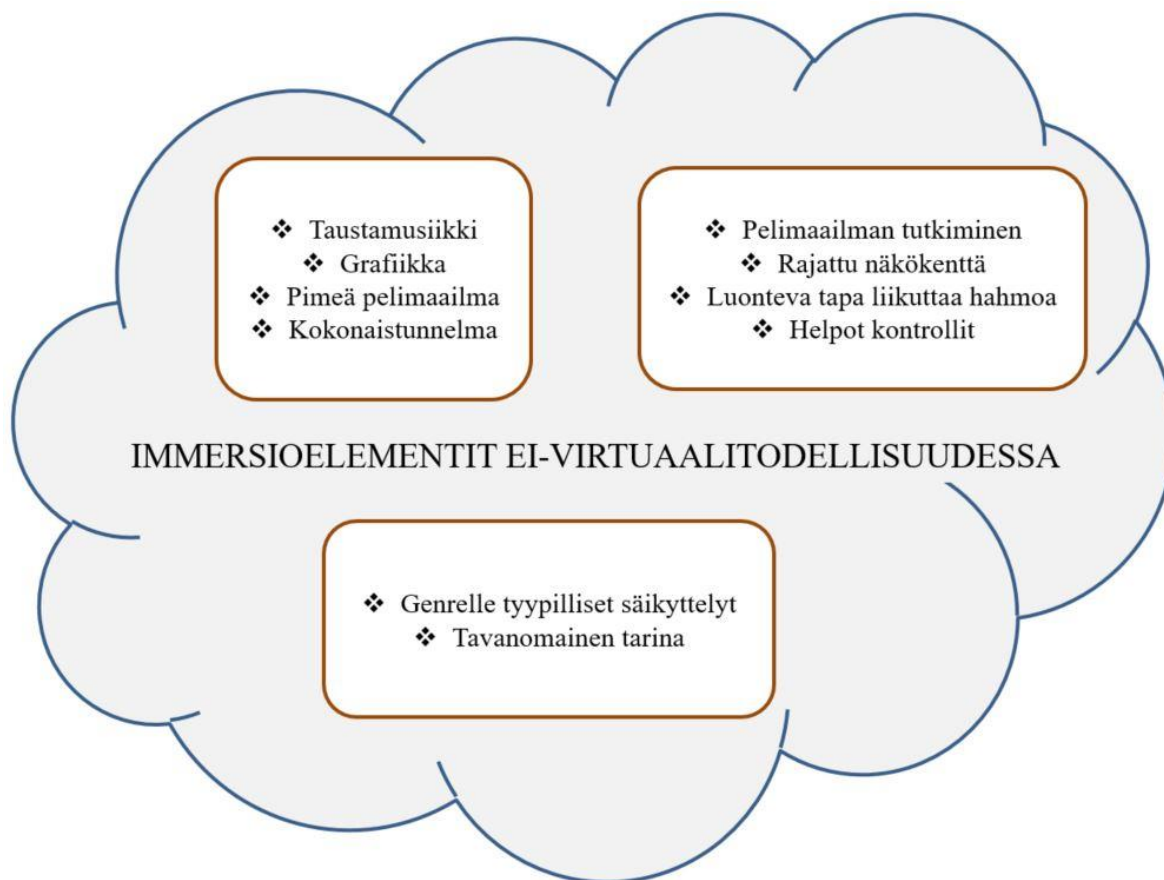 ❖ Taustamusiikki
❖ Grafiikka
❖ Pimeä pelimaailma
❖ Kokonaistunnelma
❖ Pelimaailman tutkiminen
❖ Rajattu näkökenttä
❖ Luonteva tapa liikuttaa hahmoa
❖ Helpot kontrollit
IMMERSIOELEMENTIT EI-VIRTUAALITODELLISUUDESSA
❖ Genrelle tyypilliset säikyttelyt
❖ Tavanomainen tarina